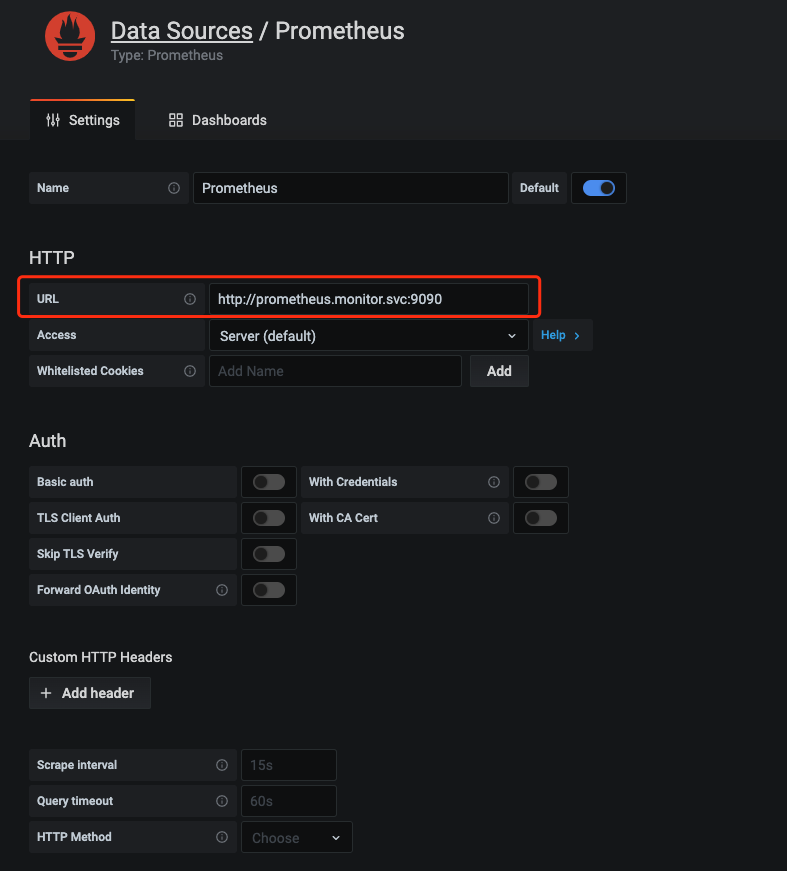 Data Sources / Prometheus
Type: Prometheus
Settings
Dashboards
Name
Prometheus
Default
HTTP
URL
http://prometheus.monitor.svc:9090
Access
Server (default)
Help
Whitelisted Cookies
Add Name
Add
Auth
Basic auth
With Credentials
TLS Client Auth
With CA Cert
Skip TLS Verify
Forward OAuth Identity
Custom HTTP Headers
Add header
Scrape interval
15s
Query timeout
60s
HTTP Method
Choose